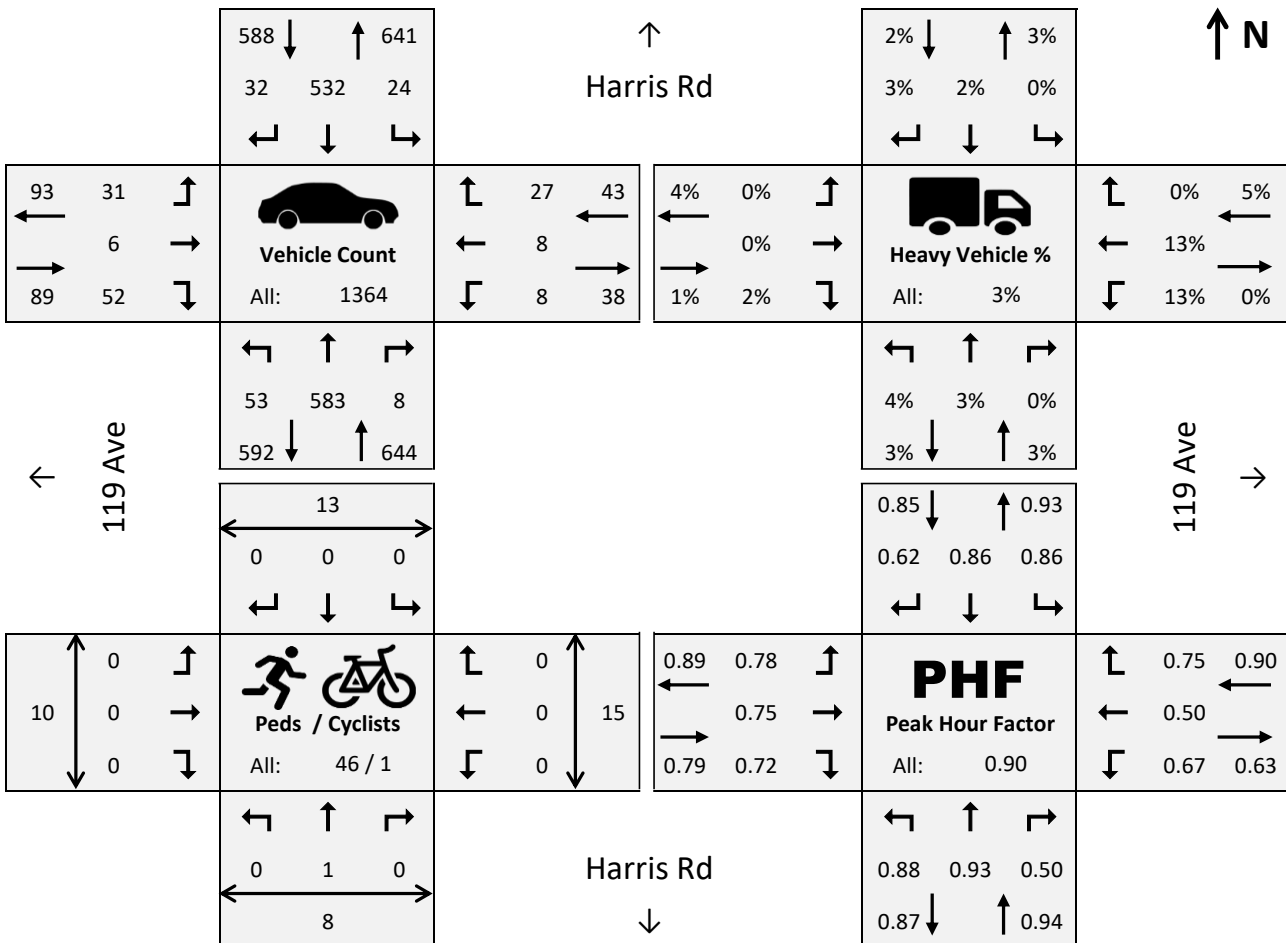 588 641 2% 3% N
Harris Rd
32 532 24 3% 2% 0%
93 31 27 43 4% 0% 0% 5%
6 Vehicle Count 8 0% Heavy Vehicle % 13%
89 52 All: 1364 8 38 1% 2% All: 3% 13% 0%
53 583 8 4% 3% 0%
592 644 3% 3%
119 Ave 119 Ave
13 0.85 0.93
0 0 0 0.62 0.86 0.86
0 0 0.89 0.78 PHF 0.75 0.90
10 0 Peds / Cyclists 0 15 0.75 Peak Hour Factor 0.50
0 All: 46 / 1 0 0.79 0.72 All: 0.90 0.67 0.63
0 1 0 Harris Rd 0.88 0.93 0.50
8 0.87 0.94